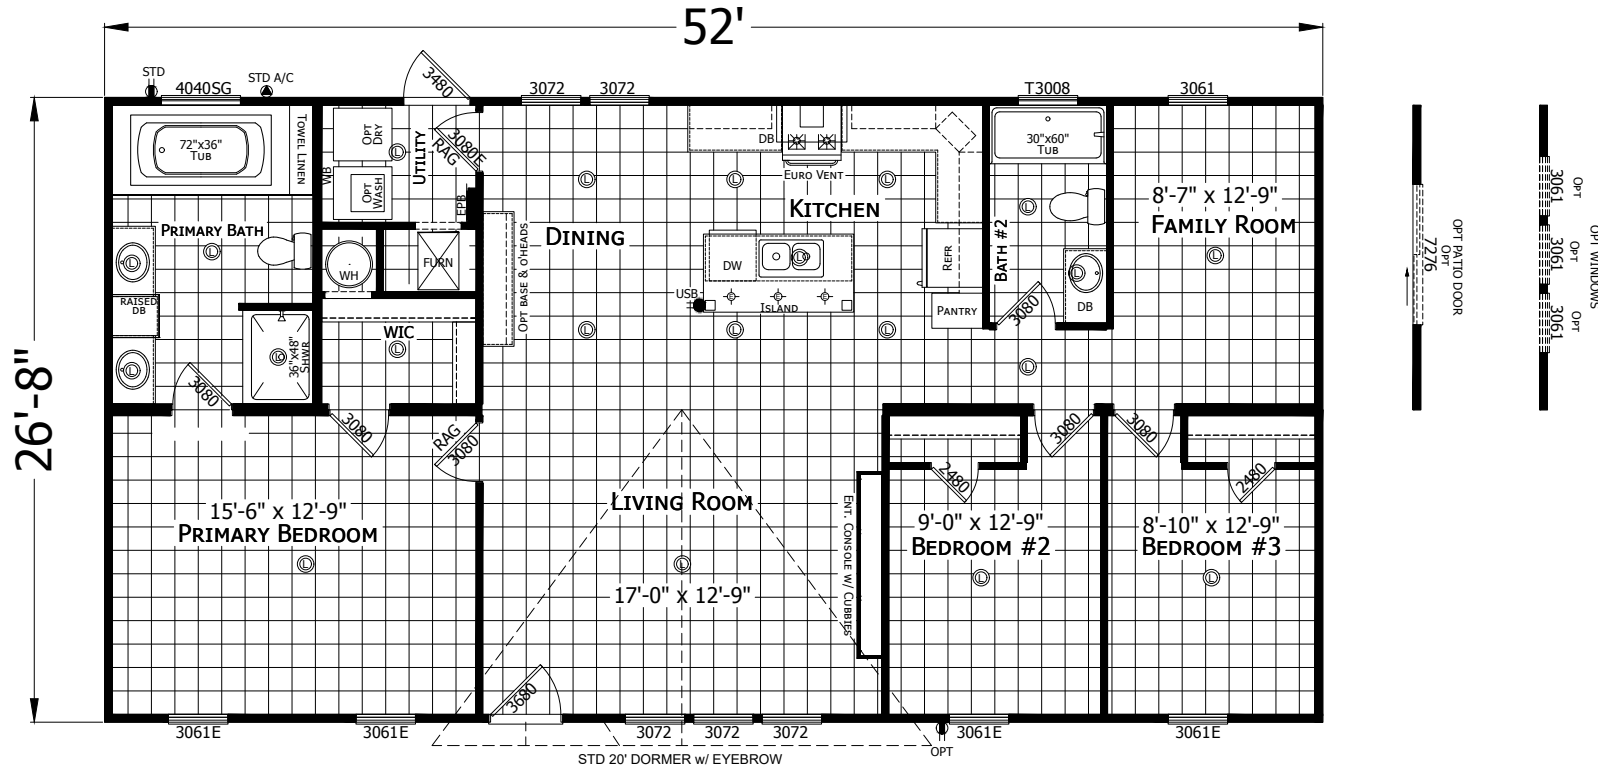 52'
26'-8"
STD
4040SG
STD A/C
3480
3072
3072
T3008
3061
72"x36"
TUB
TOWEL LINEN
OPT
DRY
WB
OPT
WASH
UTILITY
3080E
RAG
EPB
PRIMARY BATH
RAISED
DB
36"x48"
SHWR
WH
FURN
WIC
DINING
OPT BASE & O'HEADS
DB
EURO VENT
KITCHEN
DW
USB
ISLAND
REFR
PANTRY
BATH #2
30"x60"
TUB
DB
3080
8'-7" x 12'-9"
FAMILY ROOM
3080
3080
RAG
3080
15'-6" x 12'-9"
PRIMARY BEDROOM
LIVING ROOM
17'-0" x 12'-9"
ENT. CONSOLE W/ CUBBIES
3080
2480
9'-0" x 12'-9"
BEDROOM #2
3080
2480
8'-10" x 12'-9"
BEDROOM #3
3680
3061E
3061E
3072
3072
3072
OPT
3061E
3061E
STD 20' DORMER w/ EYEBROW
OPT PATIO DOOR
OPT
7276
OPT WINDOWS
OPT
3061
OPT
3061
OPT
3061